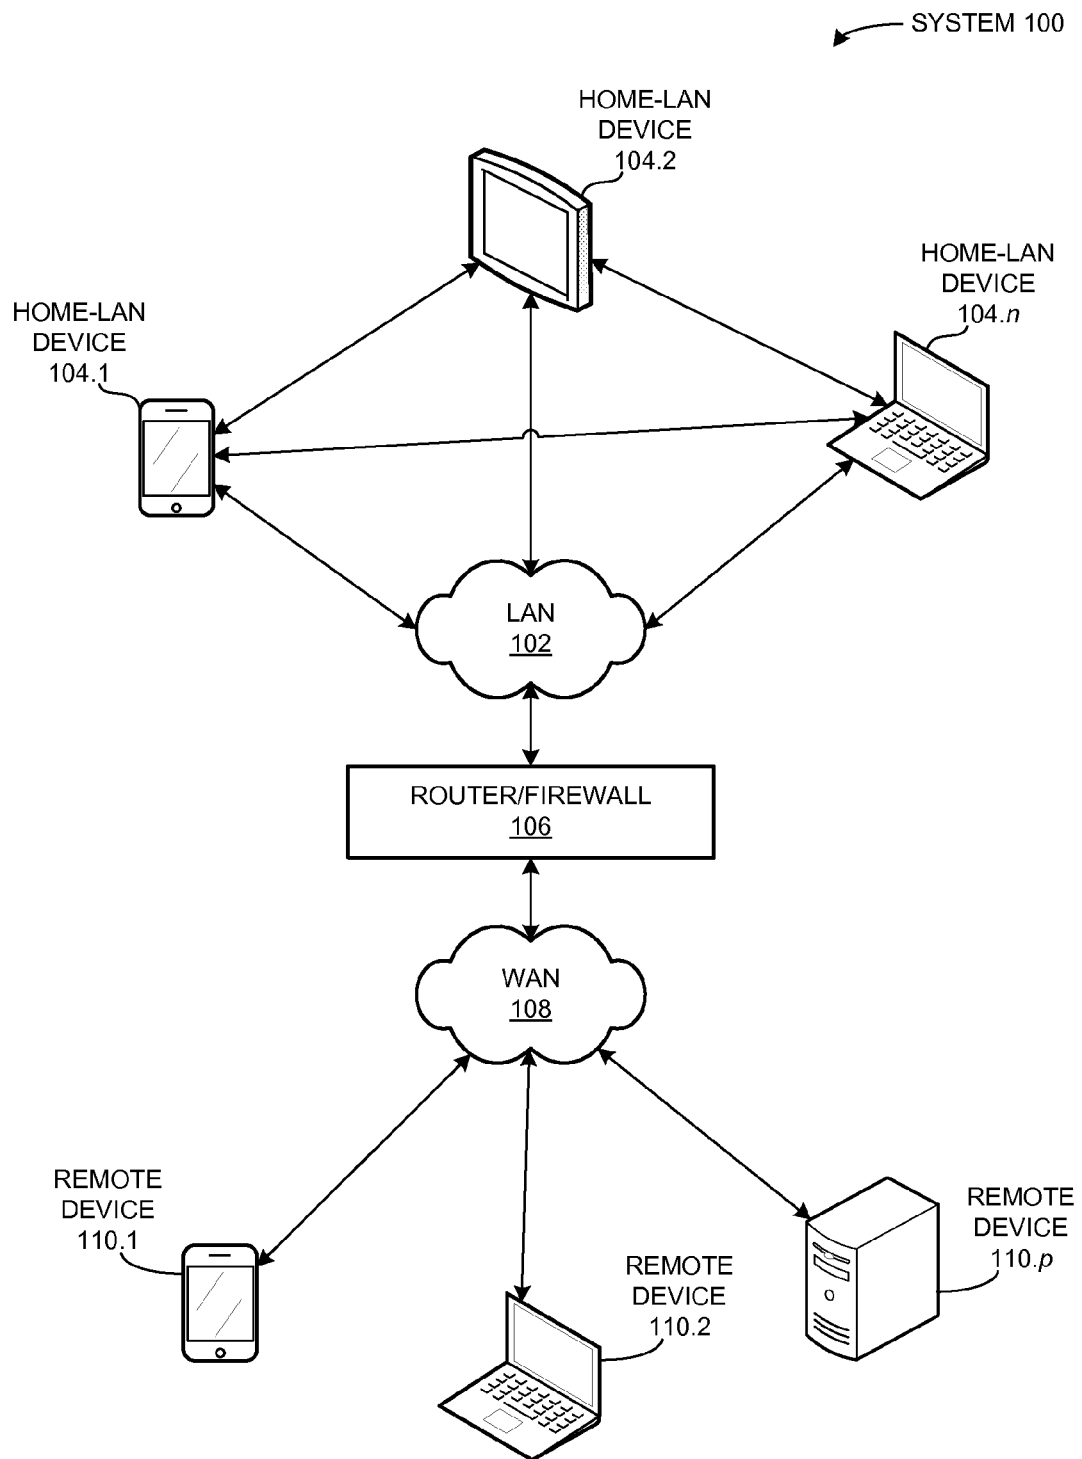 SYSTEM 100
HOME-LAN
DEVICE
104.2
HOME-LAN
DEVICE
104.n
HOME-LAN
DEVICE
104.1
LAN
102
ROUTER/FIREWALL
106
WAN
108
REMOTE
DEVICE
110.1
REMOTE
DEVICE
110.2
REMOTE
DEVICE
110.p